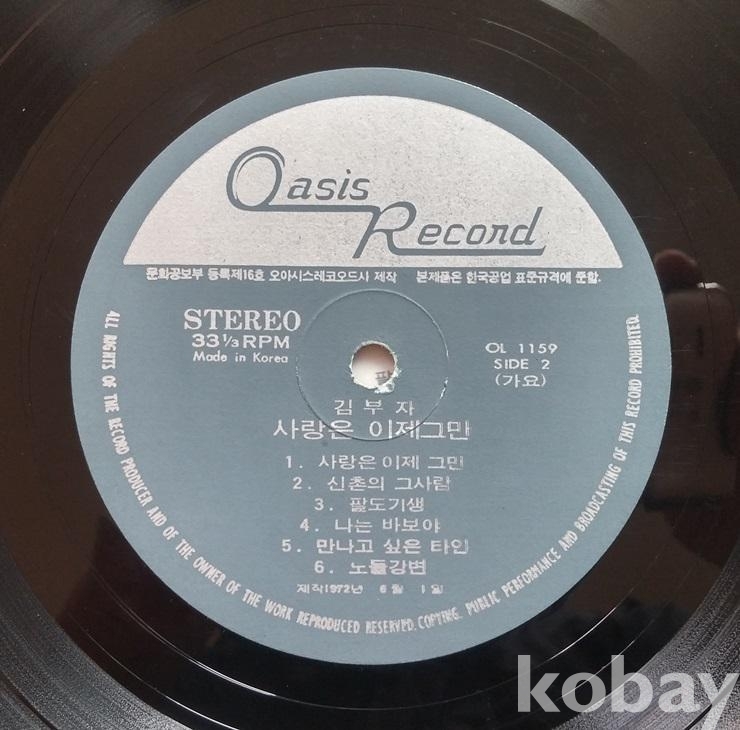 Oasis
Record
문화공보부 등록제16호 오아시스레코오드사 제작 본제품은 한국공업 표준규격에 준함.
STEREO
33 1/3 RPM
Made in Korea
OL 1159
SIDE 2
(가요)
김부자
사랑은 이제그만
1. 사랑은 이제 그만
2. 신촌의 그사람
3. 팔도기생
4. 나는 바보야
5. 만나고 싶은 타인
6. 노들강변
제작1972년 6월 1일
ALL RIGHTS OF THE RECORD PRODUCER AND OF THE OWNER OF THE WORK REPRODUCED RESERVED. COPYING. PUBLIC PERFORMANCE AND BROADCASTING OF THIS RECORD PROHIBITED.
kobay